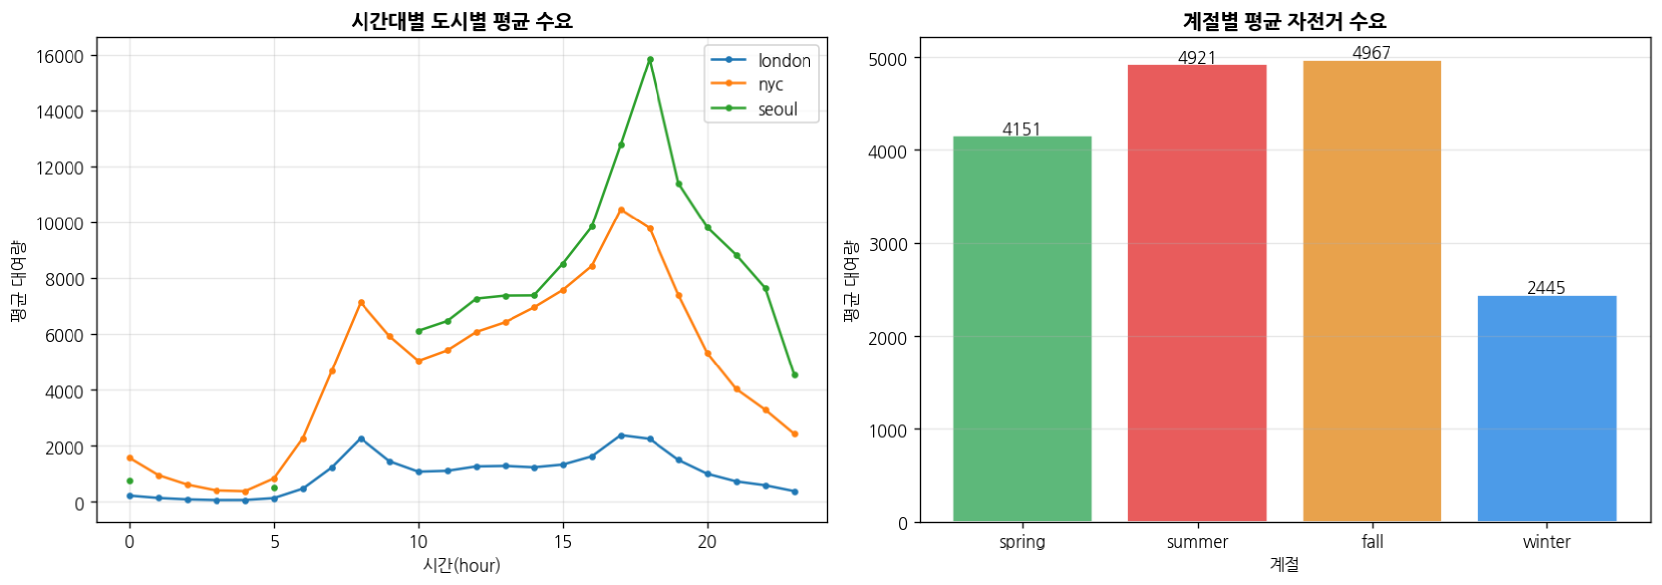 시간대별 도시별 평균 수요
평균 대여량
16000
14000
12000
10000
8000
6000
4000
2000
0
0
5
10
15
20
시간(hour)
london
nyc
seoul
계절별 평균 자전거 수요
평균 대여량
5000
4000
3000
2000
1000
0
4151
4921
4967
2445
spring
summer
fall
winter
계절